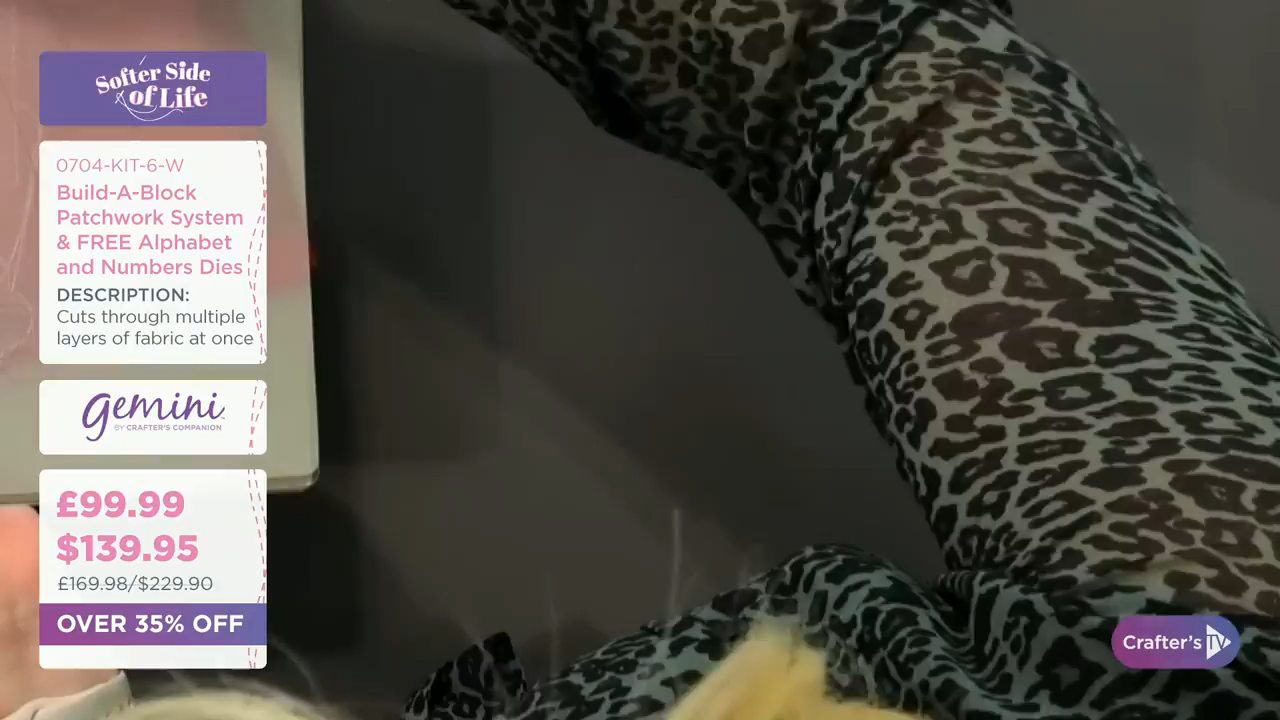 Softer Side
of Life
0704-KIT-6-W
Build-A-Block
Patchwork System
& FREE Alphabet
and Numbers Dies
DESCRIPTION:
Cuts through multiple
layers of fabric at once
gemini
BY CRAFTER'S COMPANION
£99.99
$139.95
£169.98/$229.90
OVER 35% OFF
Crafter's TV